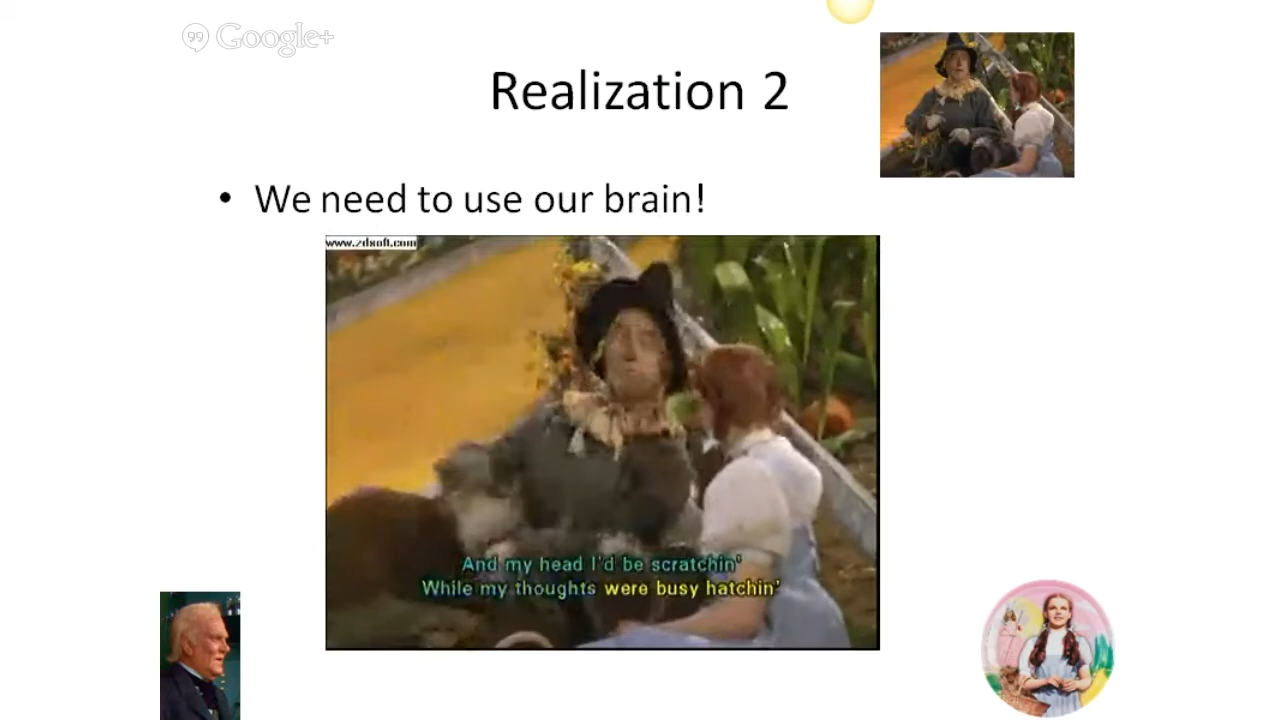 Google+
Realization 2
• We need to use our brain!
www.zdsoft.com
And my head I'd be scratchin'
While my thoughts were busy hatchin'